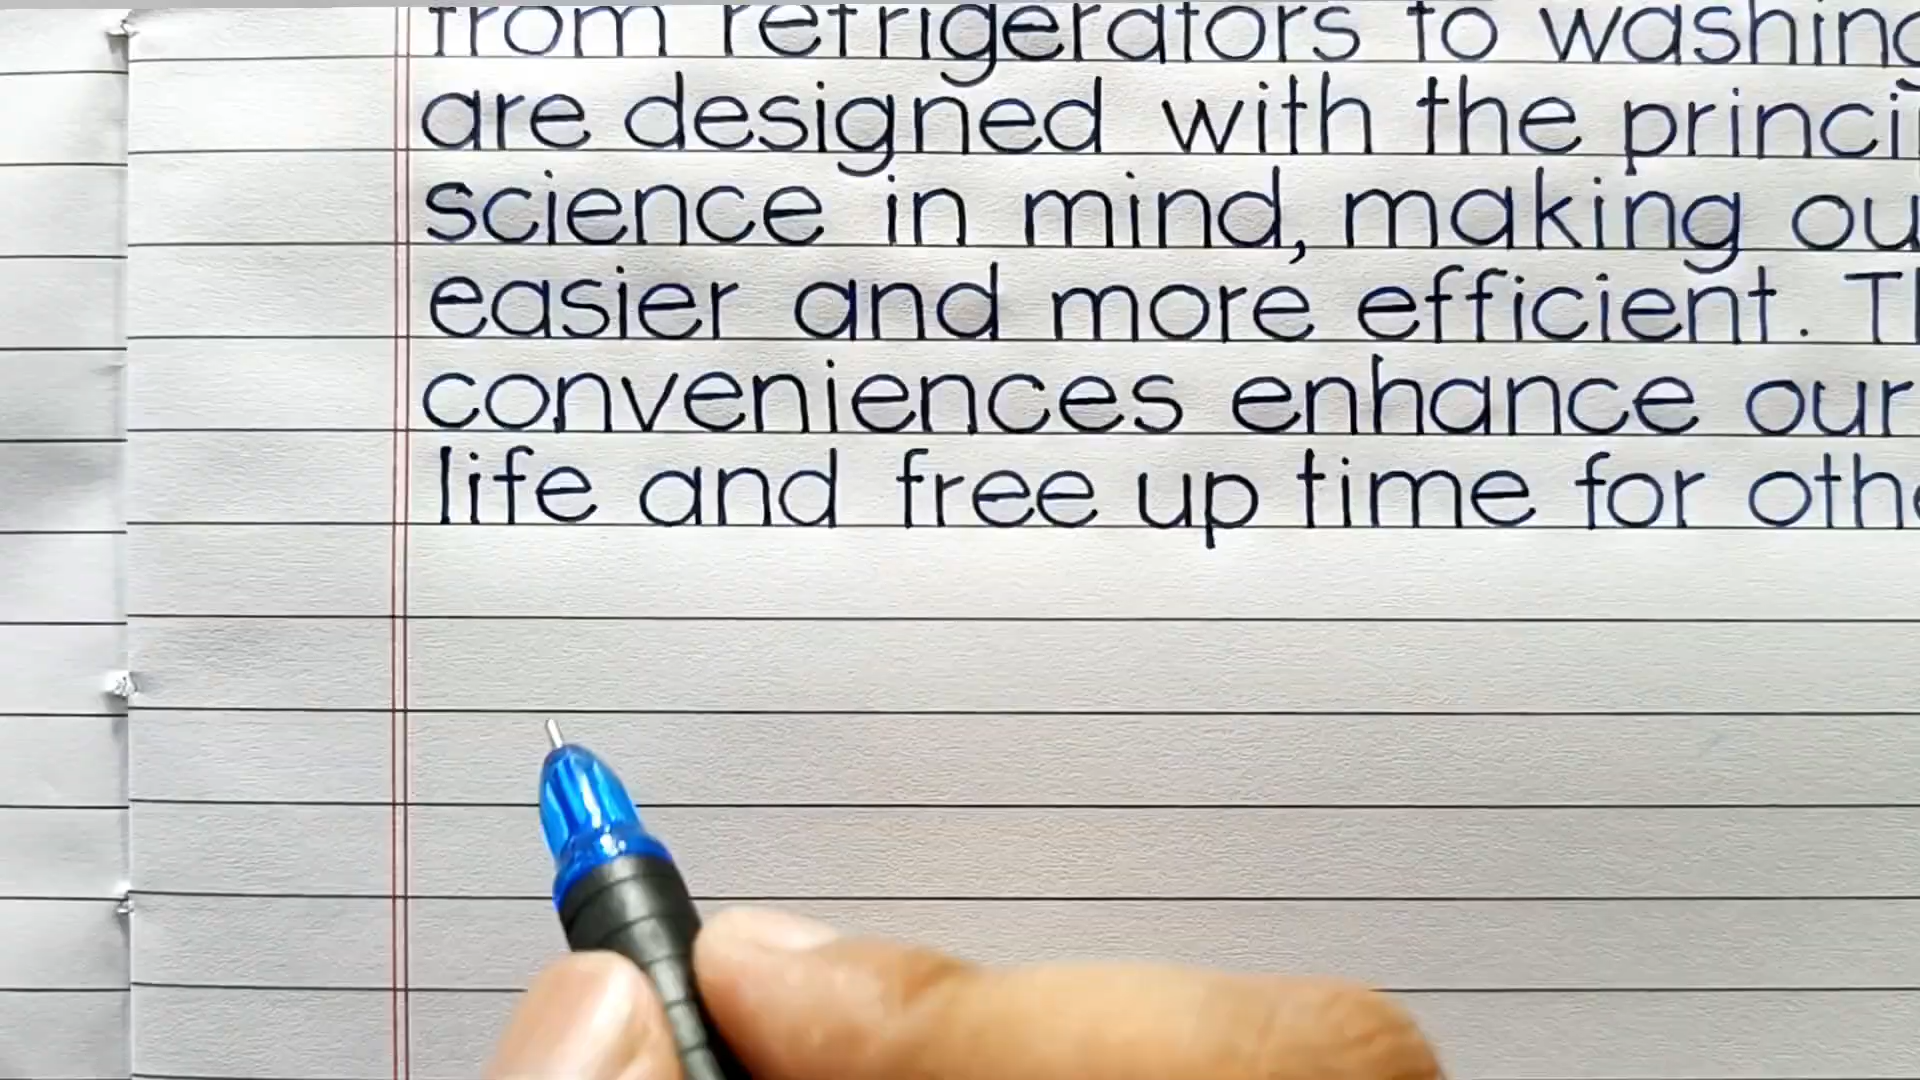 from refrigerators to washing
are designed with the princi
science in mind, making ou
easier and more efficient. Th
conveniences enhance our
life and free up time for othe